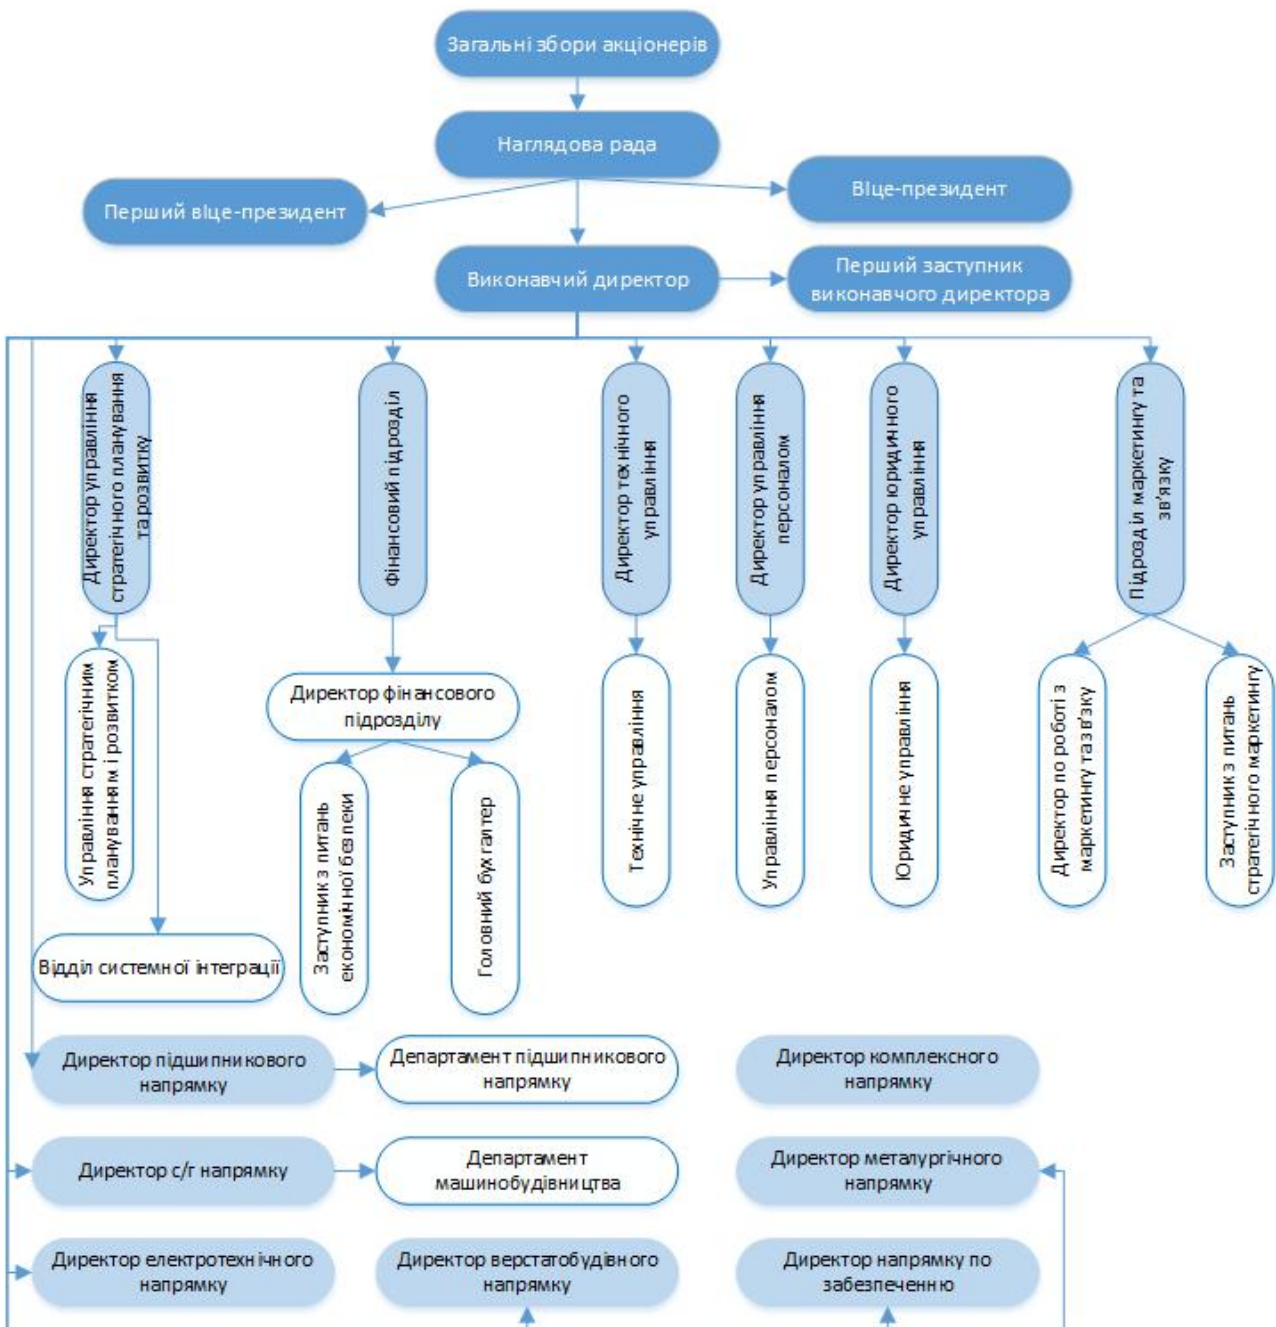 Загальні збори акціонерів
Наглядова рада
Перший віце-президент
Віце-президент
Виконавчий директор
Перший заступник
виконавчого директора
Директор управління
стратегічного планування
та розвитку
Фінансовий підрозділ
Директор технічного
управління
Директор управління
персоналом
Директор юридичного
управління
Підрозділ маркетингу та
зв'язку
Управління стратегічним
плануванням і розвитком
Директор фінансового
підрозділу
Технічне управління
Управління персоналом
Юридичне управління
Директор по роботі з
маркетингу та зв'зку
Заступник з питань
стратегічного маркетингу
Заступник з питань
економічної безпеки
Головний бухгалтер
Відділ системної інтеграції
Директор підшипникового
напрямку
Департамент підшипникового
напрямку
Директор комплексного
напрямку
Директор с/г напрямку
Департамент
машинобудівництва
Директор металургічного
напрямку
Директор електротехнічного
напрямку
Директор верстатобудівного
напрямку
Директор напрямку по
забезпеченню